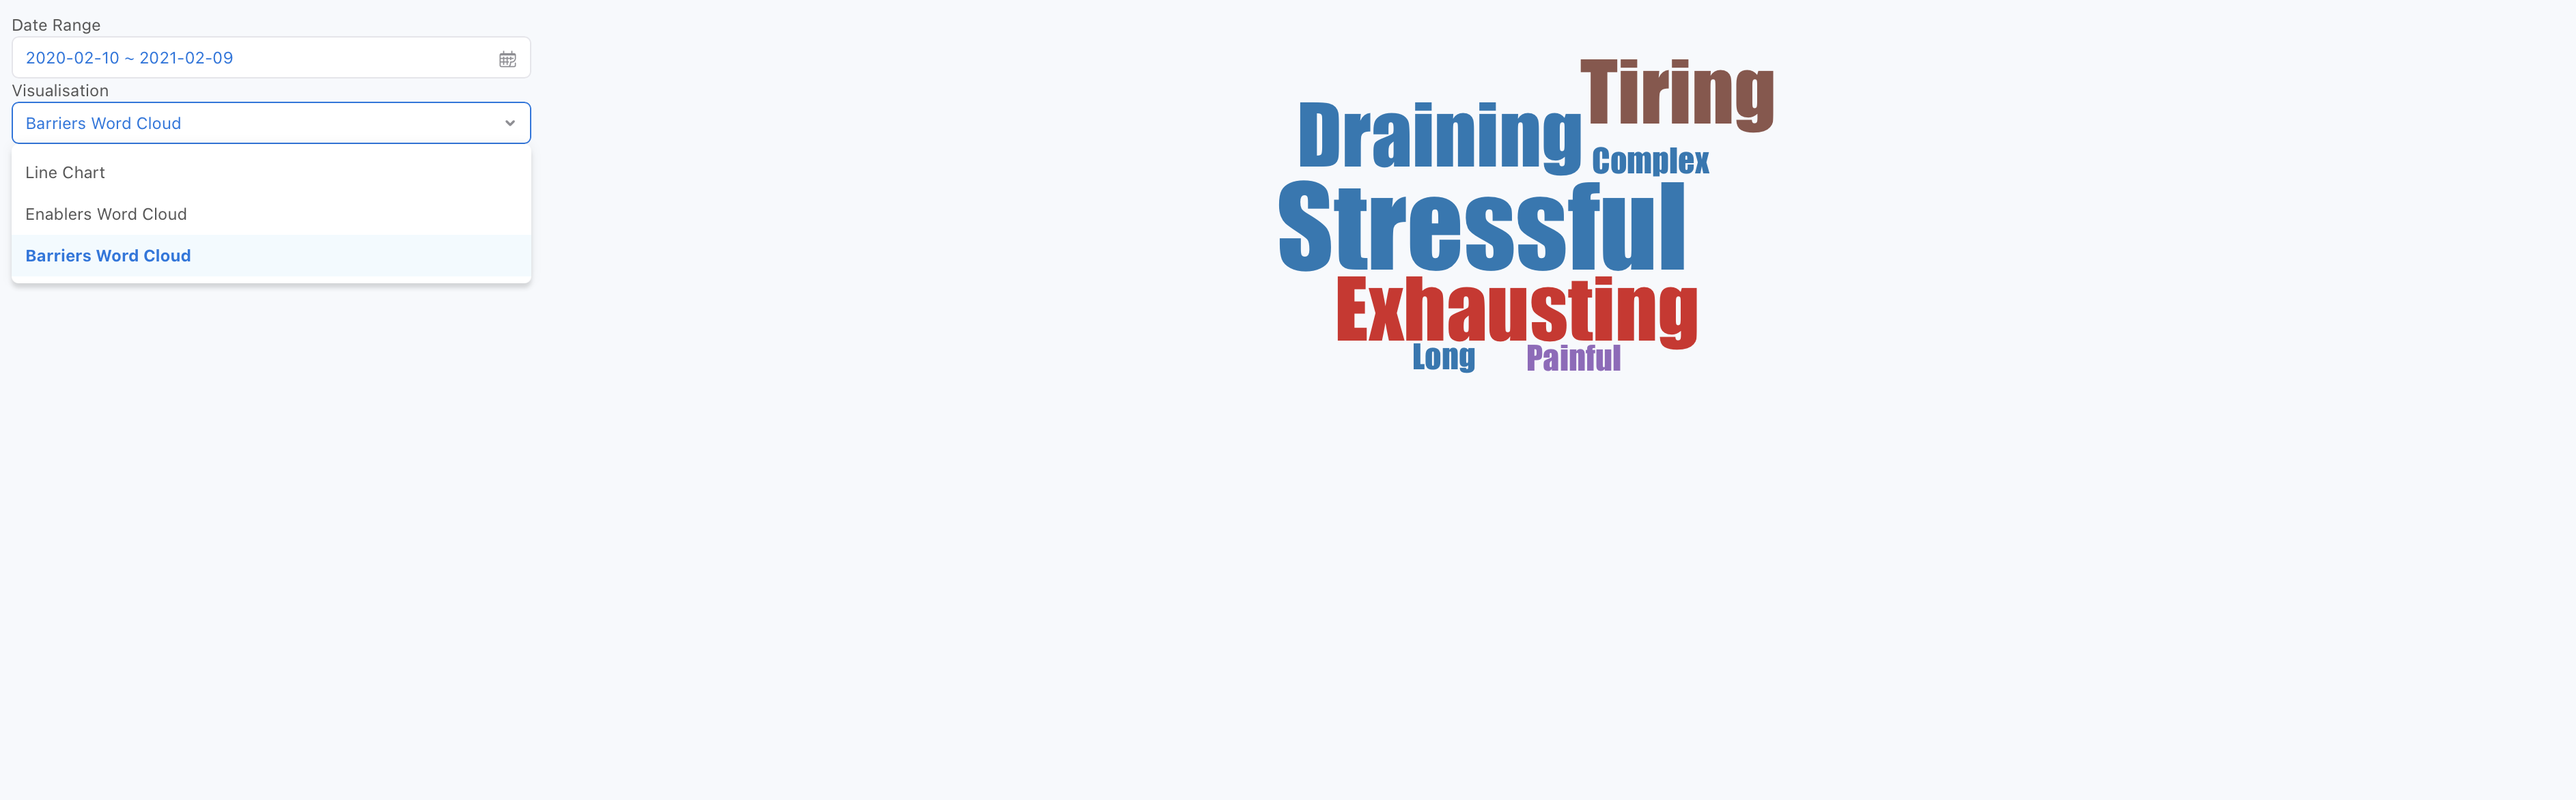 Date Range
2020-02-10 ~ 2021-02-09
Visualisation
Barriers Word Cloud
Line Chart
Enablers Word Cloud
Barriers Word Cloud
Tiring
Draining
Complex
Stressful
Exhausting
Long
Painful